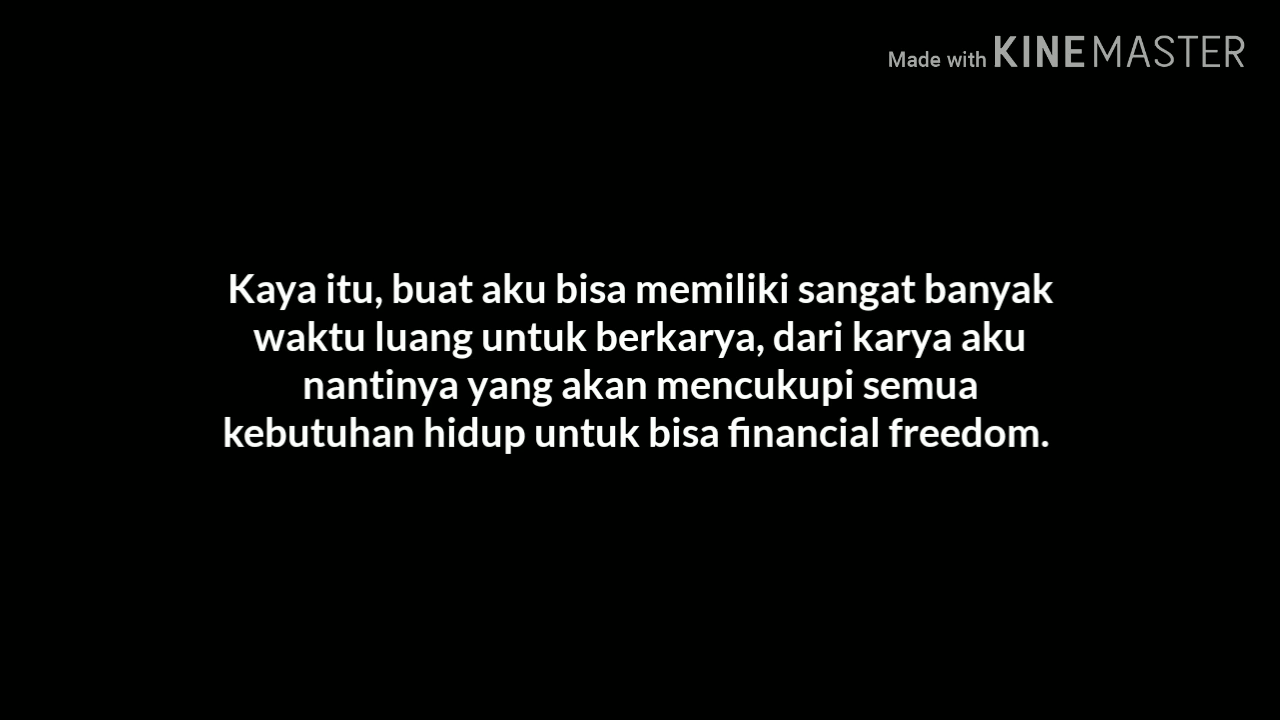 Made with KINEMASTER
Kaya itu, buat aku bisa memiliki sangat banyak
waktu luang untuk berkarya, dari karya aku
nantinya yang akan mencukupi semua
kebutuhan hidup untuk bisa financial freedom.